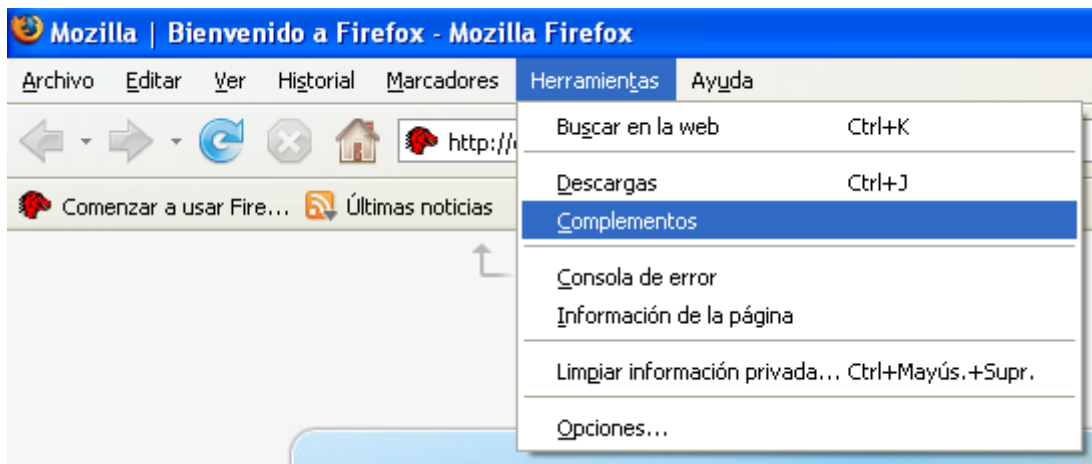 Mozilla | Bienvenido a Firefox - Mozilla Firefox
Archivo Editar Ver Historial Marcadores Herramientas Ayuda
http://
Buscar en la web Ctrl+K
Descargas Ctrl+J
Comenzar a usar Fire... Últimas noticias
Complementos
Consola de error
Información de la página
Limpiar información privada... Ctrl+Mayús.+Supr.
Opciones...